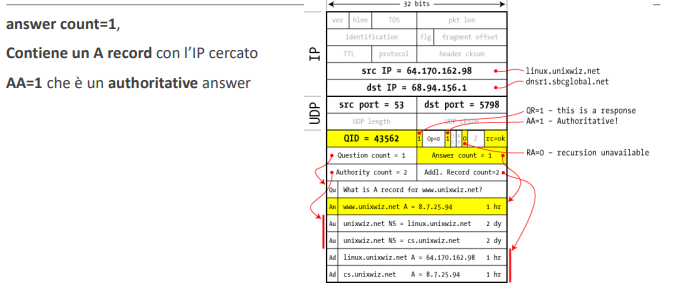 answer count=1,
Contiene un A record con l'IP cercato
AA=1 che è un authoritative answer
32 bits
IP
ver hlen TOS pkt len
identification flg fragment offset
TTL protocol header cksum
src IP = 64.170.162.98
linux.unixwiz.net
dst IP = 68.94.156.1
dnsr1.sbcglobal.net
UDP
src port = 53 dst port = 5798
UDP length UDP cksum
QR=1 - this is a response
AA=1 - Authoritative!
QID = 43562 1 Op=0 1 0 Z rc=ok
RA=0 - recursion unavailable
Question count = 1 Answer count = 1
Authority count = 2 Addl. Record count=2
Qu What is A record for www.unixwiz.net?
An www.unixwiz.net A = 8.7.25.94 1 hr
Au unixwiz.net NS = linux.unixwiz.net 2 dy
Au unixwiz.net NS = cs.unixwiz.net 2 dy
Ad linux.unixwiz.net A = 64.170.162.98 1 hr
Ad cs.unixwiz.net A = 8.7.25.94 1 hr